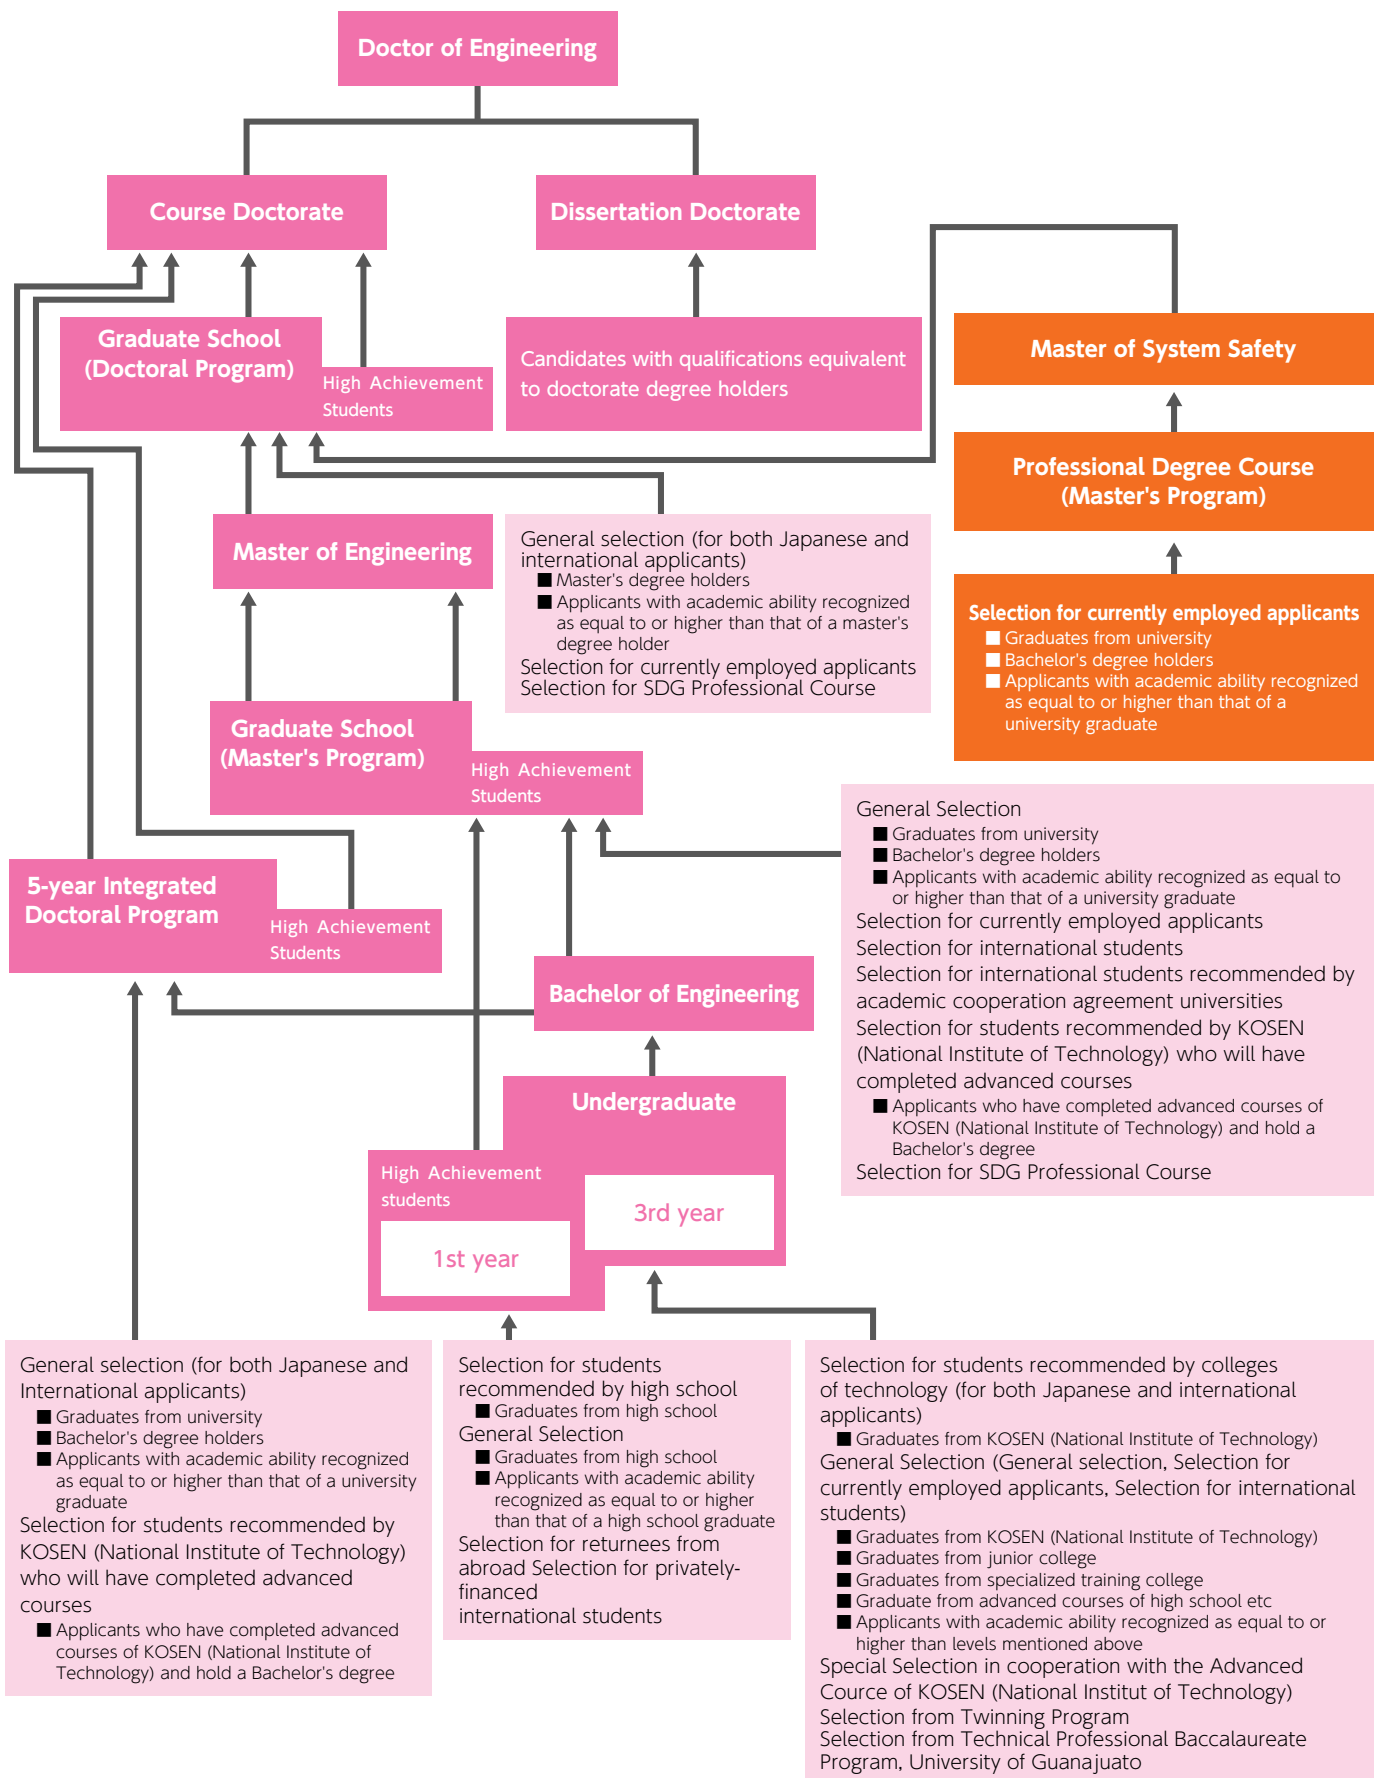 Doctor of Engineering
Course Doctorate
Dissertation Doctorate
Graduate School
(Doctoral Program)
High Achievement
Students
Candidates with qualifications equivalent
to doctorate degree holders
Master of System Safety
Professional Degree Course
(Master's Program)
Master of Engineering
General selection (for both Japanese and
international applicants)
■ Master's degree holders
■ Applicants with academic ability recognized
as equal to or higher than that of a master's
degree holder
Selection for currently employed applicants
Selection for SDG Professional Course
Selection for currently employed applicants
■ Graduates from university
■ Bachelor's degree holders
■ Applicants with academic ability recognized
as equal to or higher than that of a
university graduate
Graduate School
(Master's Program)
High Achievement
Students
General Selection
■ Graduates from university
■ Bachelor's degree holders
■ Applicants with academic ability recognized as equal to
or higher than that of a university graduate
Selection for currently employed applicants
Selection for international students
Selection for international students recommended by
academic cooperation agreement universities
Selection for students recommended by KOSEN
(National Institute of Technology) who will have
completed advanced courses
■ Applicants who have completed advanced courses of
KOSEN (National Institute of Technology) and hold a
Bachelor's degree
Selection for SDG Professional Course
5-year Integrated
Doctoral Program
High Achievement
Students
Bachelor of Engineering
Undergraduate
High Achievement
students
3rd year
1st year
General selection (for both Japanese and
International applicants)
■ Graduates from university
■ Bachelor's degree holders
■ Applicants with academic ability recognized
as equal to or higher than that of a university
graduate
Selection for students recommended by
KOSEN (National Institute of Technology)
who will have completed advanced
courses
■ Applicants who have completed advanced
courses of KOSEN (National Institute of
Technology) and hold a Bachelor's degree
Selection for students
recommended by high school
■ Graduates from high school
General Selection
■ Graduates from high school
■ Applicants with academic ability
recognized as equal to or higher
than that of a high school graduate
Selection for returnees from
abroad Selection for privately-
financed
international students
Selection for students recommended by colleges
of technology (for both Japanese and international
applicants)
■ Graduates from KOSEN (National Institute of Technology)
General Selection (General selection, Selection for
currently employed applicants, Selection for international
students)
■ Graduates from KOSEN (National Institute of Technology)
■ Graduates from junior college
■ Graduates from specialized training college
■ Graduate from advanced courses of high school etc
■ Applicants with academic ability recognized as equal to or
higher than levels mentioned above
Special Selection in cooperation with the Advanced
Cource of KOSEN (National Institut of Technology)
Selection from Twinning Program
Selection from Technical Professional Baccalaureate
Program, University of Guanajuato